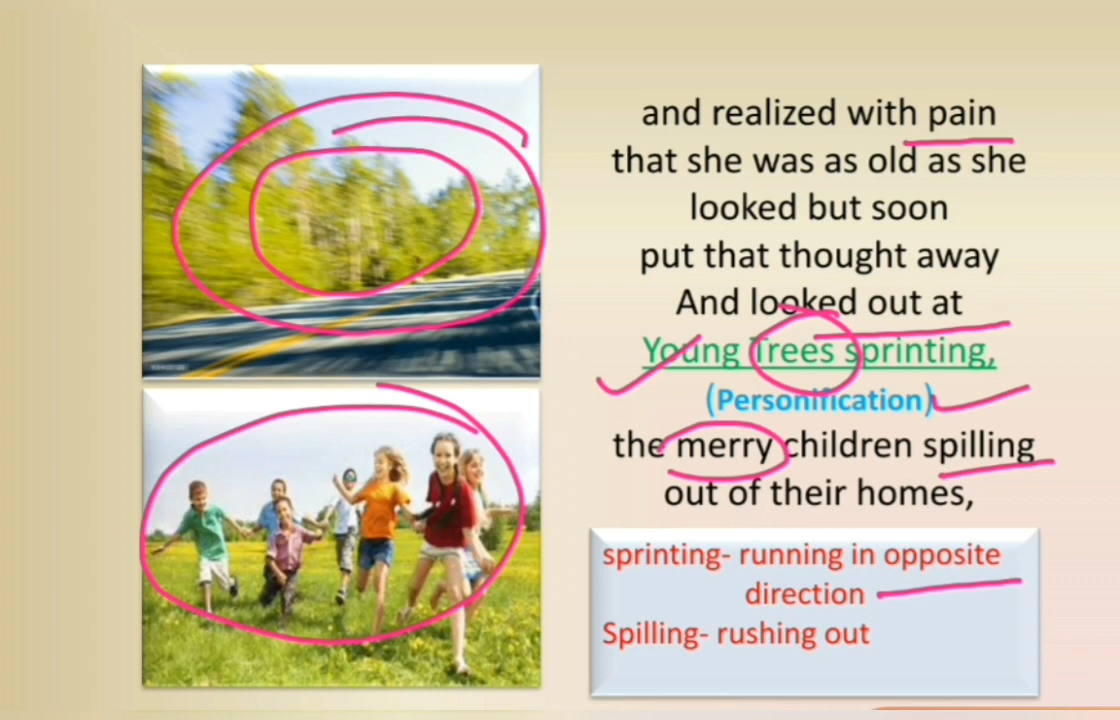 and realized with pain
that she was as old as she
looked but soon
put that thought away
And looked out at
Young Trees sprinting,
(Personification)
the merry children spilling
out of their homes,
sprinting- running in opposite
direction
Spilling- rushing out